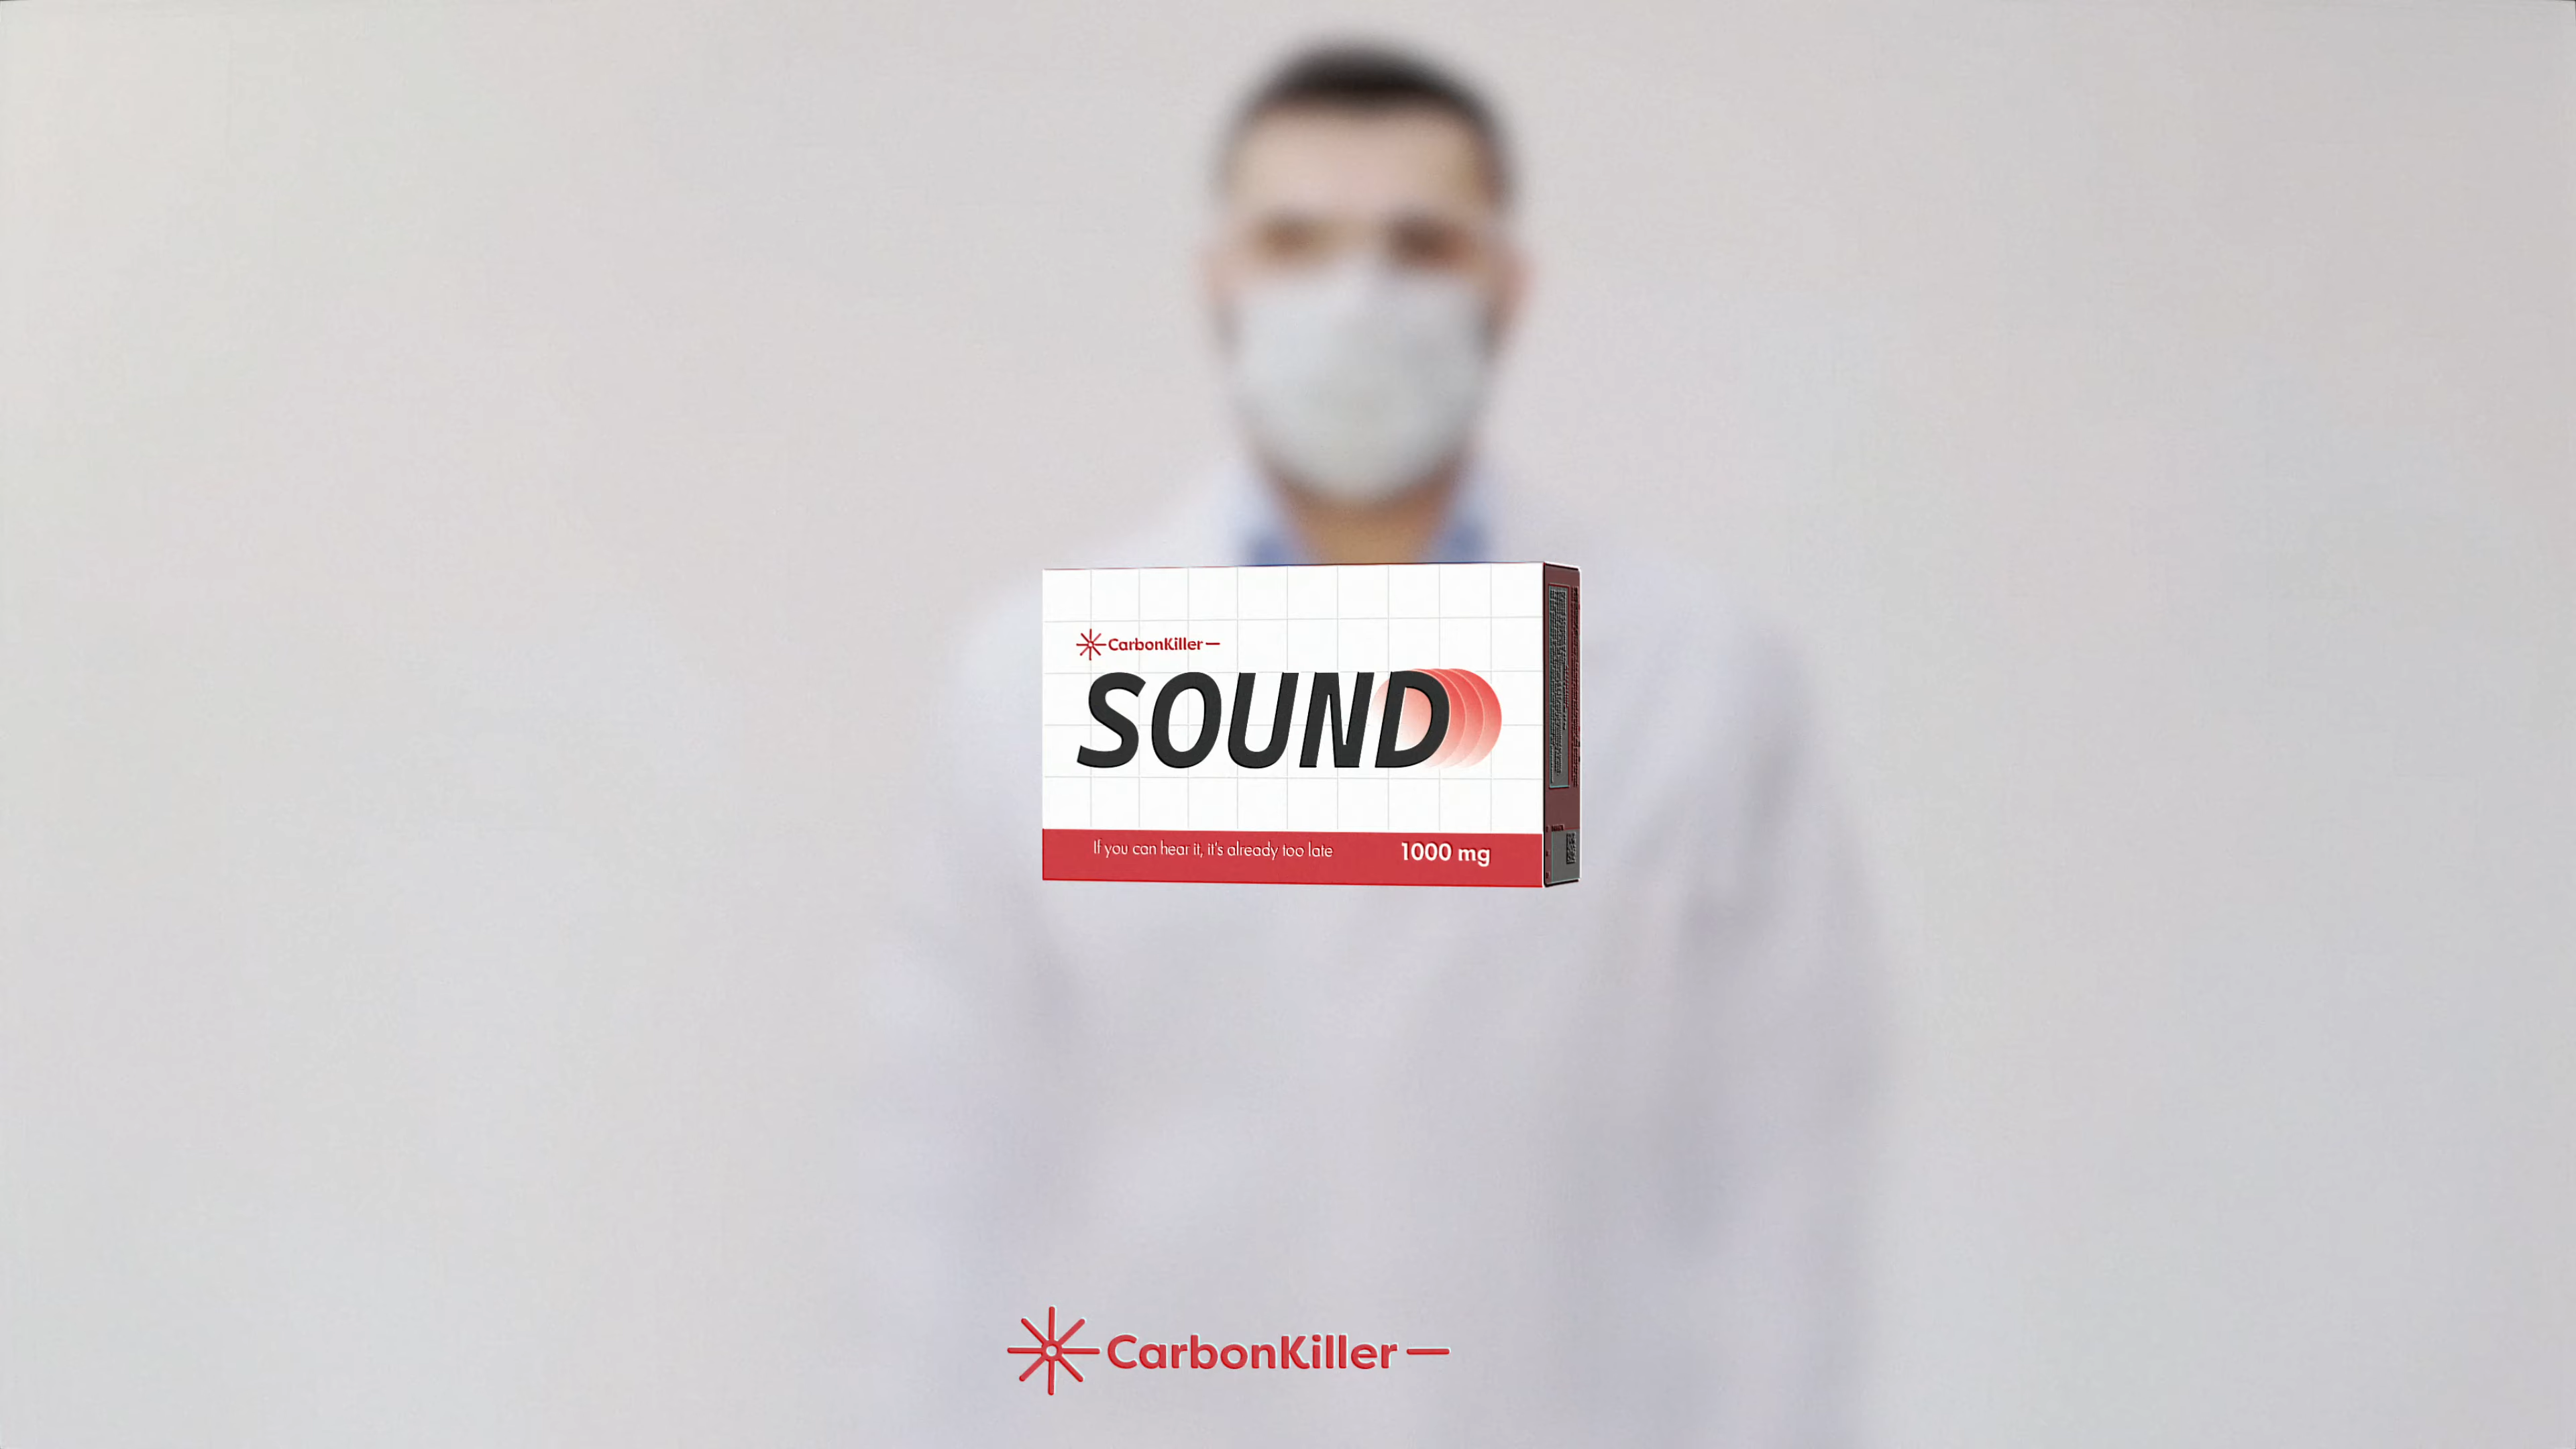 CarbonKiller
SOUND
If you can hear it, it's already too late
1000 mg
CarbonKiller